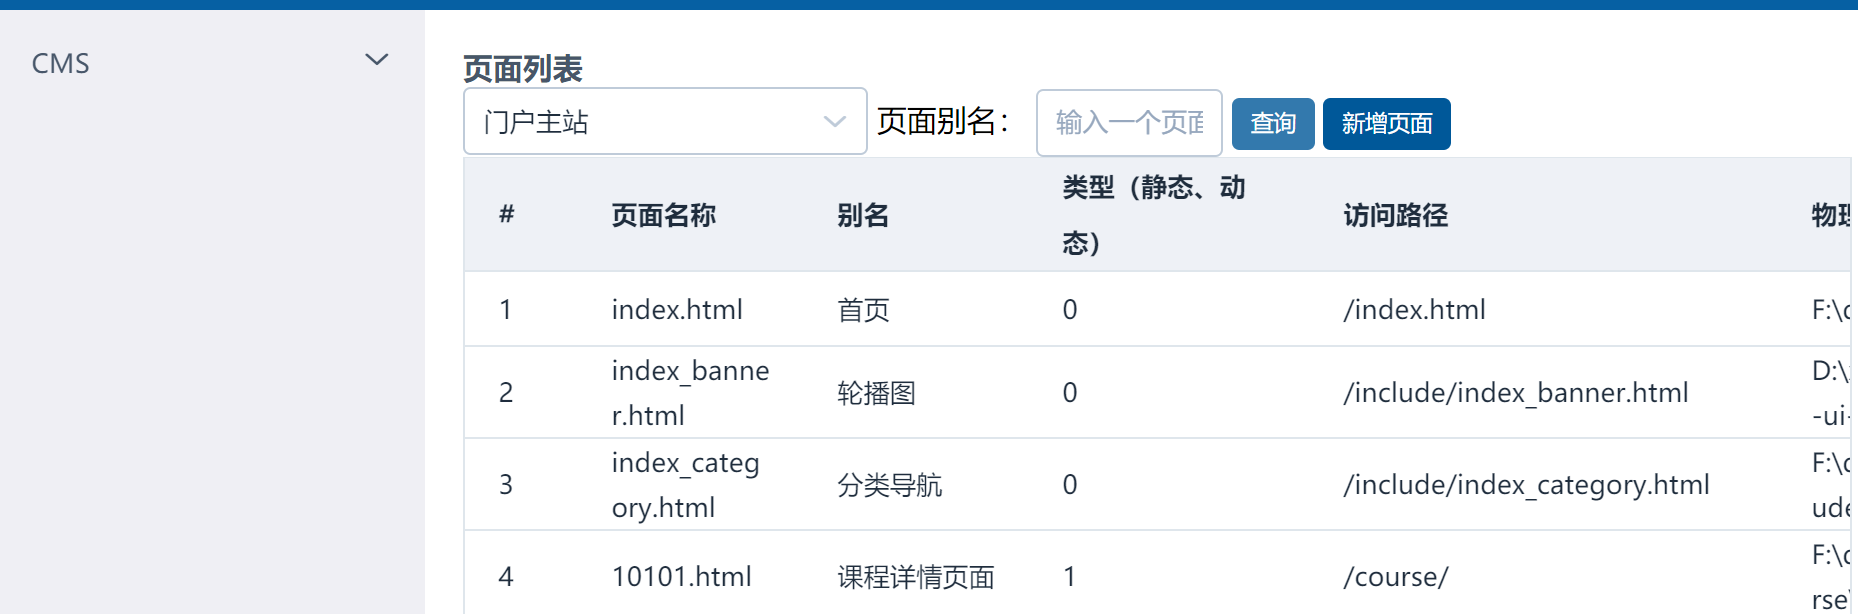 CMS
页面列表
门户主站 页面别名： 输入一个页面 查询 新增页面
# 页面名称 别名 类型（静态、动态） 访问路径 物理
1 index.html 首页 0 /index.html F:\
2 index_banner.html 轮播图 0 /include/index_banner.html D:\
-ui-
3 index_category.html 分类导航 0 /include/index_category.html F:\
ude
4 10101.html 课程详情页面 1 /course/ F:\
rse\